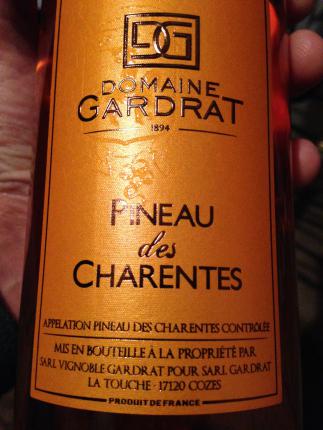 DG
DOMAINE
GARDRAT
1894
PINEAU
des
CHARENTES
APPELATION PINEAU DES CHARENTES CONTRÔLÉE
MIS EN BOUTEILLE À LA PROPRIÉTÉ PAR
SARL VIGNOBLE GARDRAT POUR SARL GARDRAT
LA TOUCHE - 17120 COZES
PRODUIT DE FRANCE